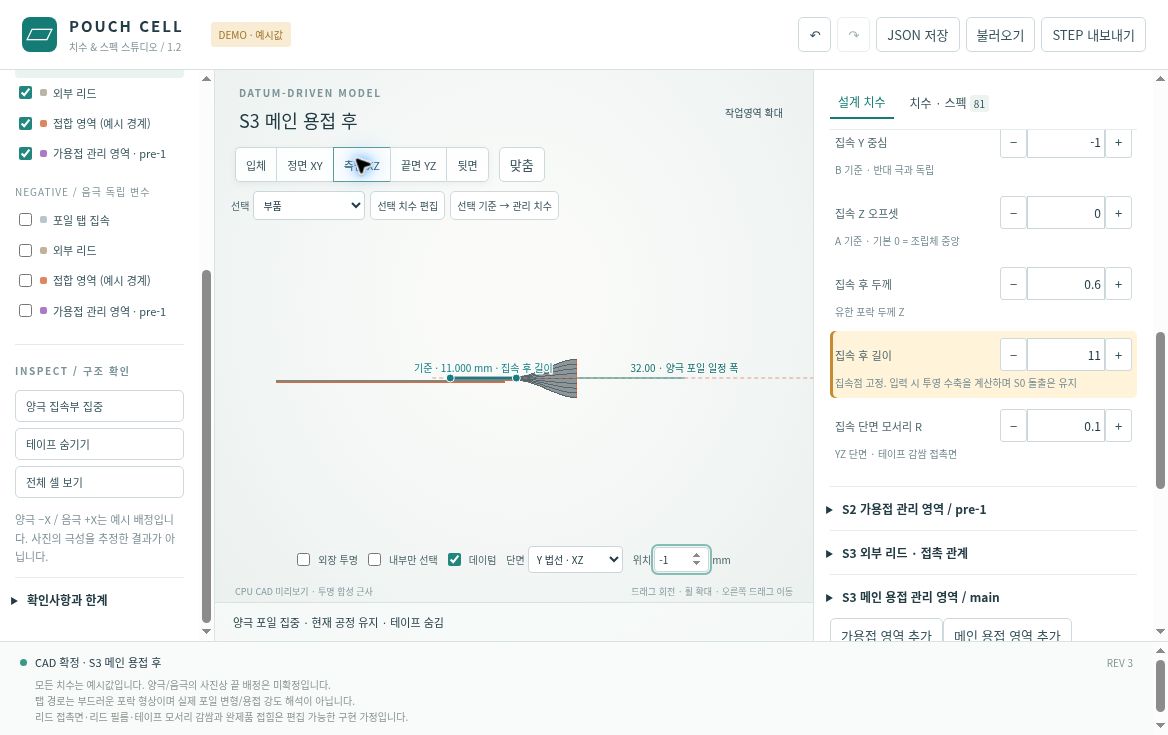 POUCH CELL
치수 & 스펙 스튜디오 / 1.2
DEMO · 예시값
↶
↷
JSON 저장
불러오기
STEP 내보내기
외부 리드
접합 영역 (예시 경계)
가용접 관리 영역 · pre-1
NEGATIVE / 음극 독립 변수
포일 탭 집속
외부 리드
접합 영역 (예시 경계)
가용접 관리 영역 · pre-1
INSPECT / 구조 확인
양극 집속부 집중
테이프 숨기기
전체 셀 보기
양극 −X / 음극 +X는 예시 배정입니
다. 사진의 극성을 추정한 결과가 아
닙니다.
확인사항과 한계
DATUM-DRIVEN MODEL
S3 메인 용접 후
작업영역 확대
입체
정면 XY
XZ
끝면 YZ
뒷면
맞춤
선택
부품
선택 치수 편집
선택 기준 → 관리 치수
기준 · 11.000 mm · 집속 후 길이
32.00 · 양극 포일 일정 폭
외장 투명
내부만 선택
데이텀
단면
Y 법선 · XZ
위치
-1
mm
CPU CAD 미리보기 · 투명 합성 근사
드래그 회전 · 휠 확대 · 오른쪽 드래그 이동
양극 포일 집중 · 현재 공정 유지 · 테이프 숨김
설계 치수
치수 · 스펙 81
집속 Y 중심
−
-1
+
B 기준 · 반대 극과 독립
집속 Z 오프셋
−
0
+
A 기준 · 기본 0 = 조립체 중앙
집속 후 두께
−
0.6
+
유한 포락 두께 Z
집속 후 길이
−
11
+
집속점 고정. 입력 시 투영 수축을 계산하며 S0 돌출은 유지
집속 단면 모서리 R
−
0.1
+
YZ 단면 · 테이프 감쌈 접촉면
S2 가용접 관리 영역 / pre-1
S3 외부 리드 · 접촉 관계
S3 메인 용접 관리 영역 / main
가용접 영역 추가
메인 용접 영역 추가
CAD 확정 · S3 메인 용접 후
REV 3
모든 치수는 예시값입니다. 양극/음극의 사진상 끝 배정은 미확정입니다.
탭 경로는 부드러운 포락 형상이며 실제 포일 변형/용접 강도 해석이 아닙니다.
리드 접촉면·리드 필름·테이프 모서리 감쌈과 완제품 접힘은 편집 가능한 구현 가정입니다.